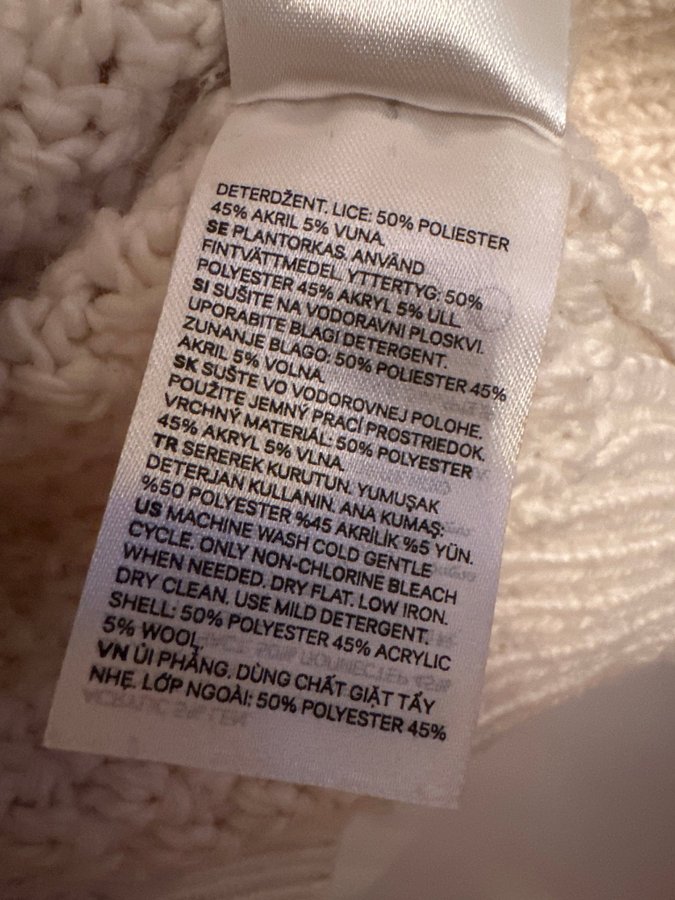 DETERDŽENT. LICE: 50% POLIESTER
45% AKRIL 5% VUNA.
SE PLANTORKAS. ANVÄND
FINTVÄTTMEDEL. YTTERTYG: 50%
POLYESTER 45% AKRYL 5% ULL.
SI SUŠITE NA VODORAVNI PLOSKVI.
UPORABITE BLAGI DETERGENT.
ZUNANJE BLAGO: 50% POLIESTER 45%
AKRIL 5% VOLNA.
SK SUŠTE VO VODOROVNEJ POLOHE.
POUŽITE JEMNÝ PRACÍ PROSTRIEDOK.
VRCHNÝ MATERIÁL: 50% POLYESTER
45% AKRYL 5% VLNA.
TR SEREREK KURUTUN. YUMUŞAK
DETERJAN KULLANIN. ANA KUMAŞ:
%50 POLYESTER %45 AKRİLİK %5 YÜN.
US MACHINE WASH COLD GENTLE
CYCLE. ONLY NON-CHLORINE BLEACH
WHEN NEEDED. DRY FLAT. LOW IRON.
DRY CLEAN. USE MILD DETERGENT.
SHELL: 50% POLYESTER 45% ACRYLIC
5% WOOL
VN ỦI PHẲNG. DÙNG CHẤT GIẶT TẨY
NHẸ. LỚP NGOÀI: 50% POLYESTER 45%